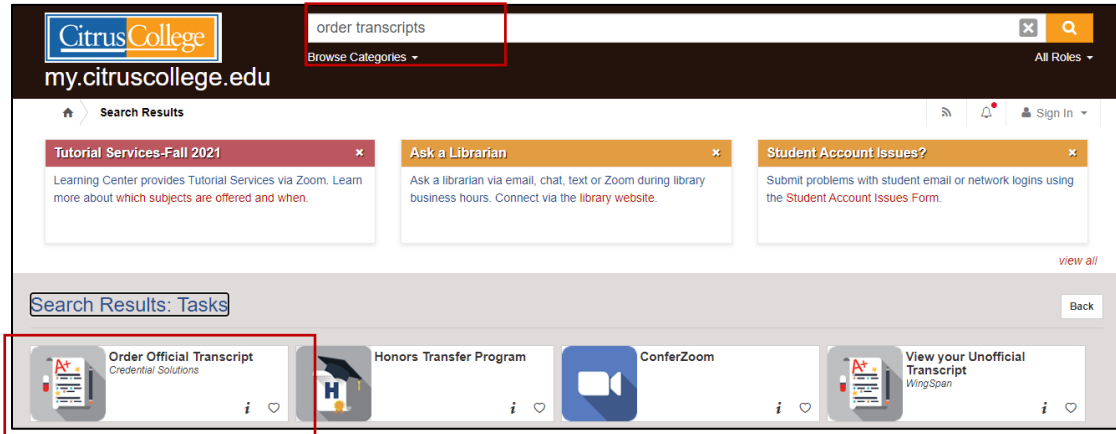 Citrus College
order transcripts
Browse Categories
All Roles
my.citruscollege.edu
Search Results
Sign In
Tutorial Services-Fall 2021
Learning Center provides Tutorial Services via Zoom. Learn
more about which subjects are offered and when.
Ask a Librarian
Ask a librarian via email, chat, text or Zoom during library
business hours. Connect via the library website.
Student Account Issues?
Submit problems with student email or network logins using
the Student Account Issues Form.
view all
Search Results: Tasks
Back
A+
Order Official Transcript
Credential Solutions
i
H
Honors Transfer Program
i
ConferZoom
i
A+
View your Unofficial
Transcript
WingSpan
i